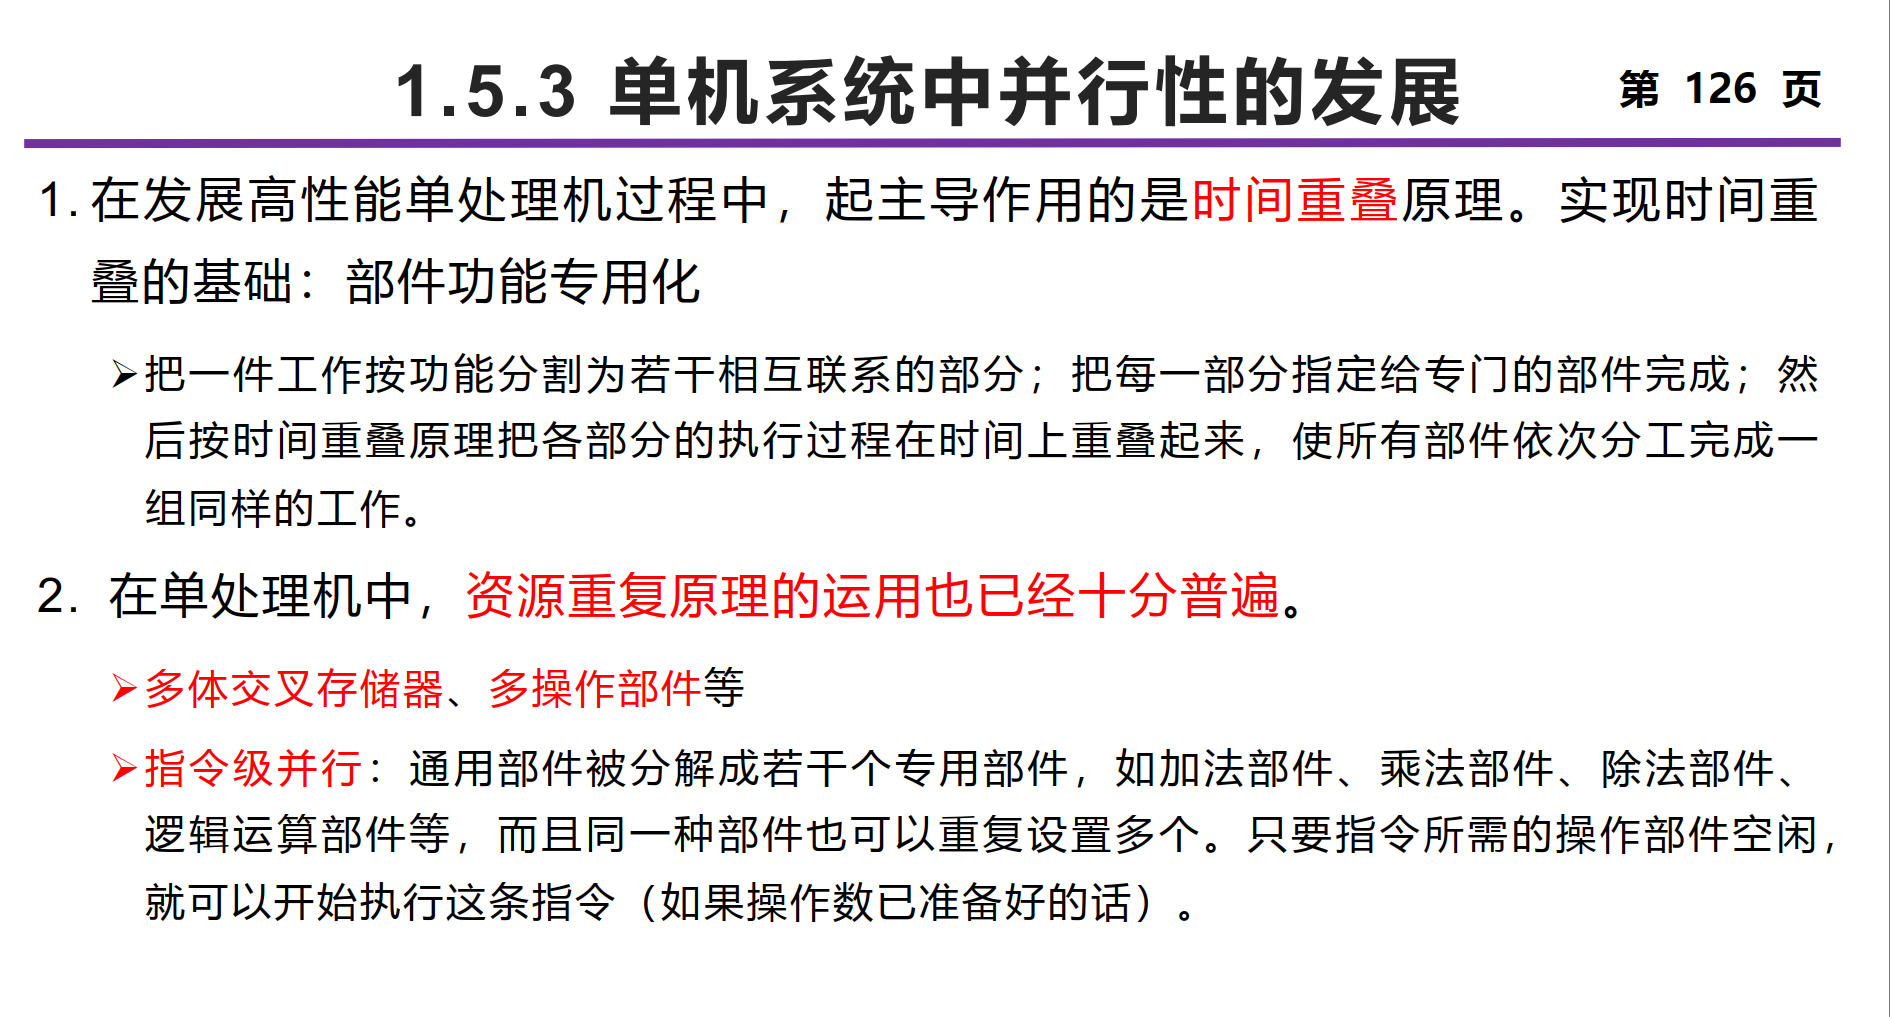 1.5.3 单机系统中并行性的发展
第 126 页
1. 在发展高性能单处理机过程中，起主导作用的是时间重叠原理。实现时间重
叠的基础：部件功能专用化
➢把一件工作按功能分割为若干相互联系的部分；把每一部分指定给专门的部件完成；然
后按时间重叠原理把各部分的执行过程在时间上重叠起来，使所有部件依次分工完成一
组同样的工作。
2. 在单处理机中，资源重复原理的运用也已经十分普遍。
➢多体交叉存储器、多操作部件等
➢指令级并行：通用部件被分解成若干个专用部件，如加法部件、乘法部件、除法部件、
逻辑运算部件等，而且同一种部件也可以重复设置多个。只要指令所需的操作部件空闲，
就可以开始执行这条指令（如果操作数已准备好的话）。